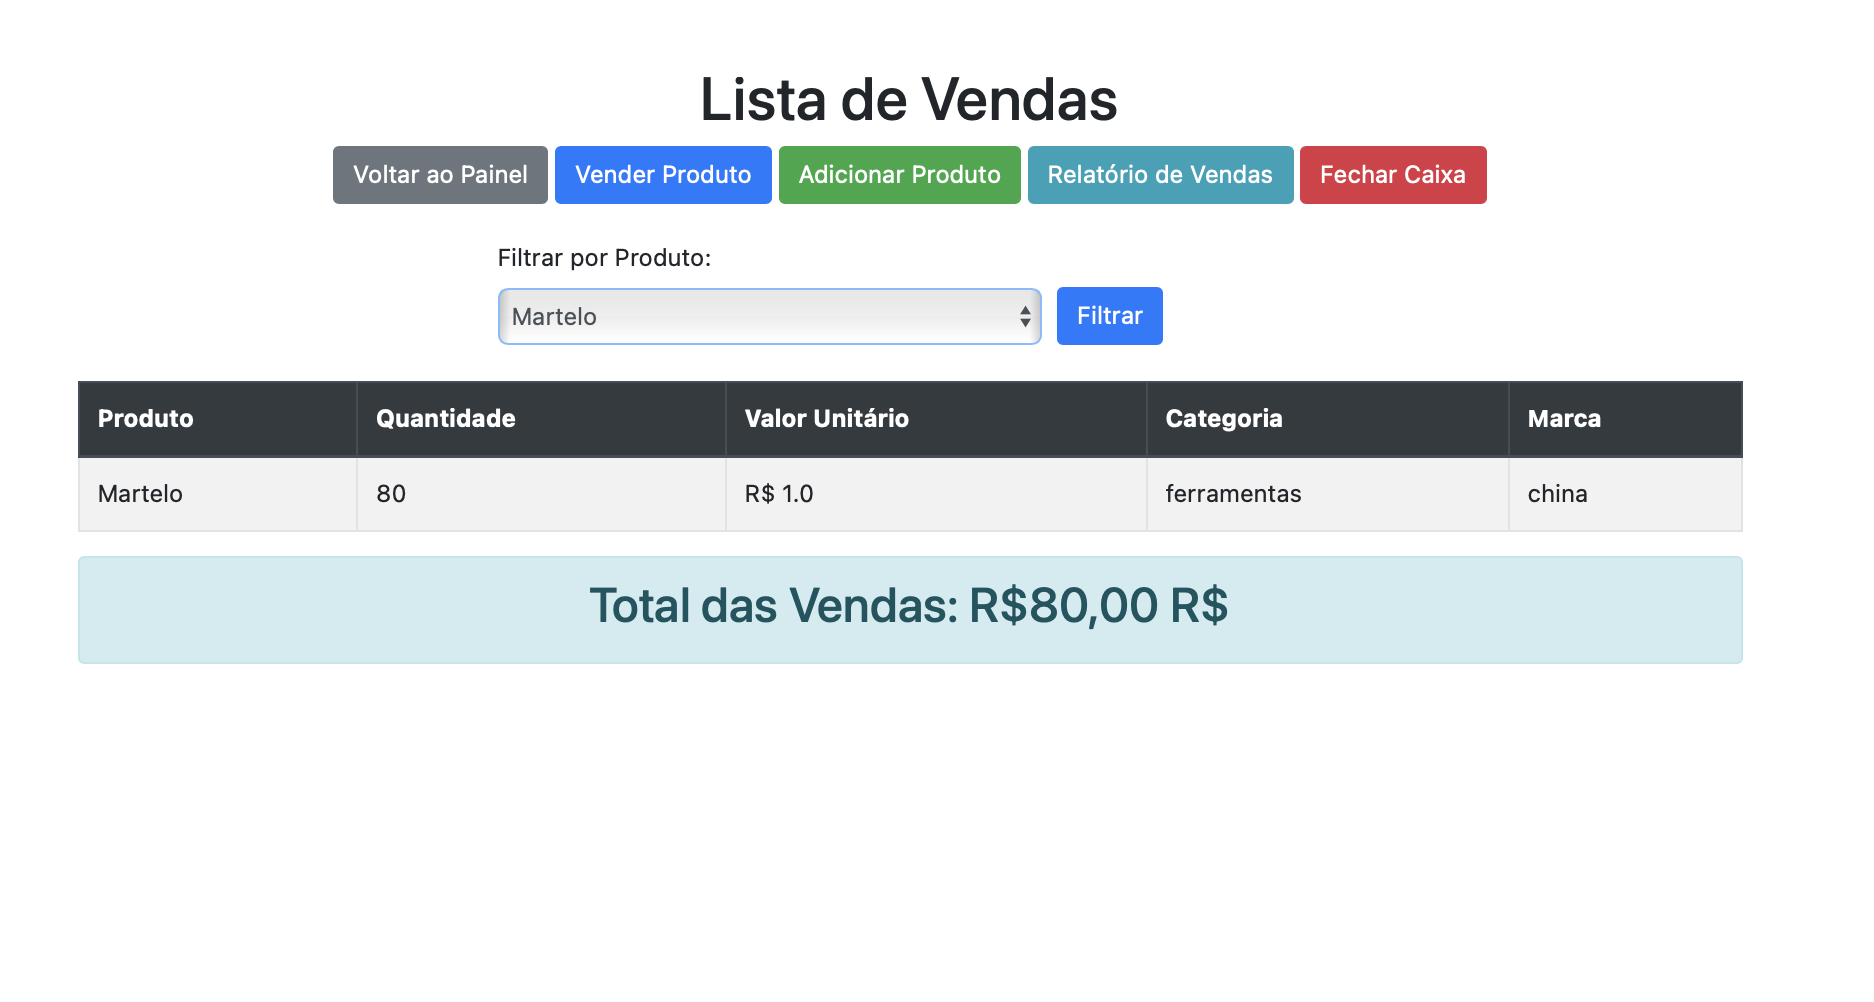 Lista de Vendas
Voltar ao Painel Vender Produto Adicionar Produto Relatório de Vendas Fechar Caixa
Filtrar por Produto:
Martelo Filtrar
Produto Quantidade Valor Unitário Categoria Marca
Martelo 80 R$ 1.0 ferramentas china
Total das Vendas: R$80,00 R$